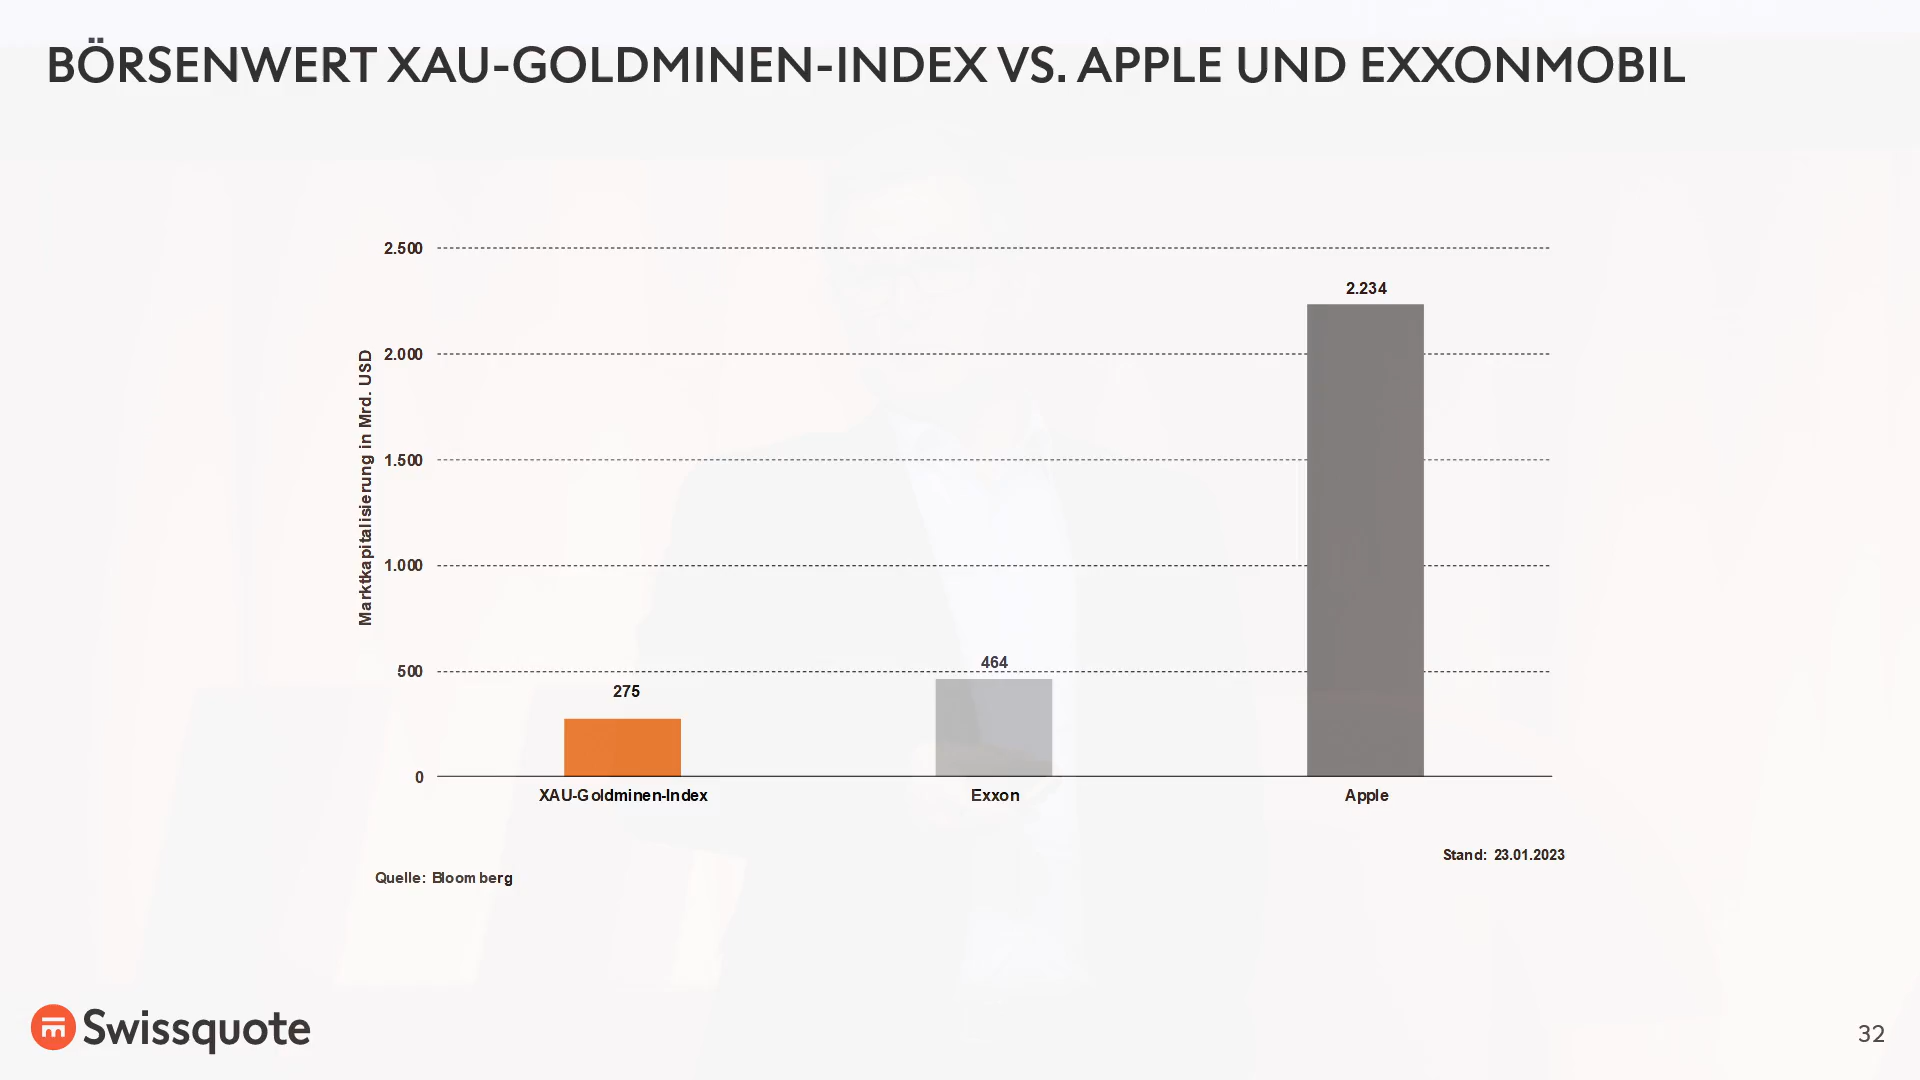 BÖRSENWERT XAU-GOLDMINEN-INDEX VS. APPLE UND EXXONMOBIL
Marktkapitalisierung in Mrd. USD
2.500
2.000
1.500
1.000
500
0
275
464
2.234
XAU-Goldminen-Index
Exxon
Apple
Stand: 23.01.2023
Quelle: Bloomberg
Swissquote
32